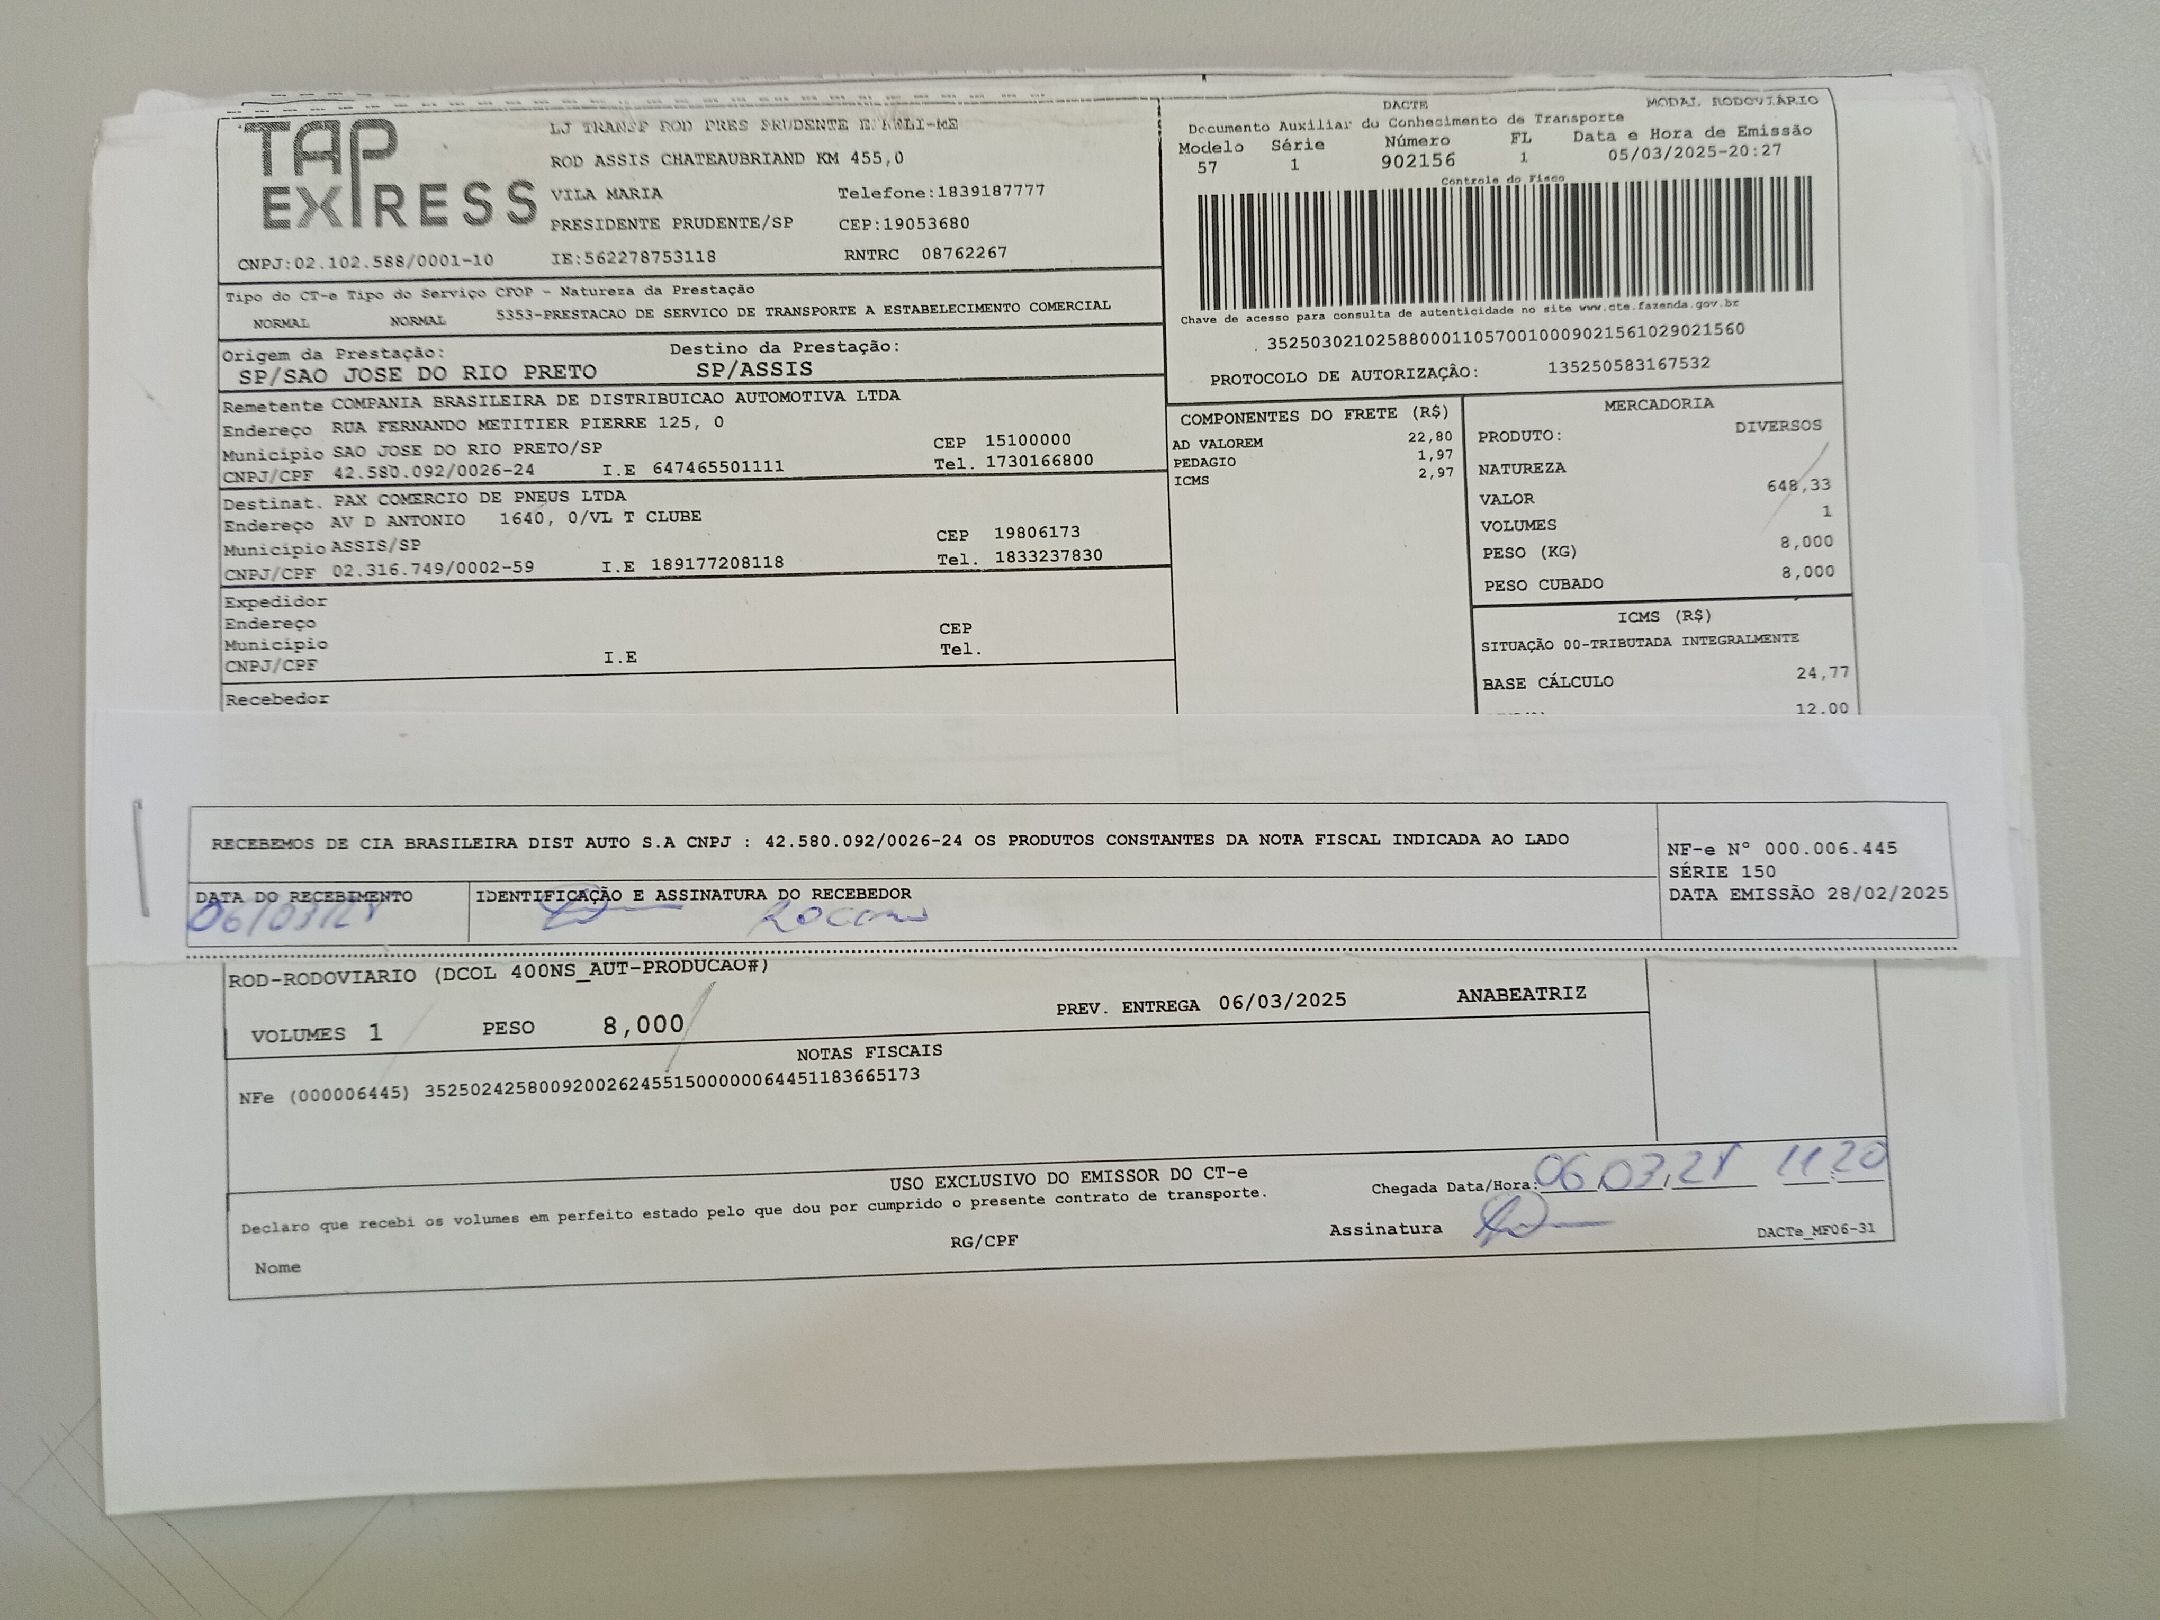 TAP EXPRESS
LJ TRANSP ROD PRES PRUDENTE EIRELI-ME
ROD ASSIS CHATEAUBRIAND KM 455,0
VILA MARIA Telefone:1839187777
PRESIDENTE PRUDENTE/SP CEP:19053680
CNPJ:02.102.588/0001-10 IE:562278753118 RNTRC 08762267
DACTE MODAL RODOVIÁRIO
Documento Auxiliar do Conhecimento de Transporte
Modelo Série Número FL Data e Hora de Emissão
57 1 902156 1 05/03/2025-20:27
Controle do Fisco
Chave de acesso para consulta de autenticidade no site www.cte.fazenda.gov.br
35250302102588000110570010009021561029021560
PROTOCOLO DE AUTORIZAÇÃO: 135250583167532
Tipo do CT-e Tipo do Serviço CFOP - Natureza da Prestação
NORMAL NORMAL 5353-PRESTACAO DE SERVICO DE TRANSPORTE A ESTABELECIMENTO COMERCIAL
Origem da Prestação: Destino da Prestação:
SP/SAO JOSE DO RIO PRETO SP/ASSIS
Remetente COMPANIA BRASILEIRA DE DISTRIBUICAO AUTOMOTIVA LTDA
Endereço RUA FERNANDO METITIER PIERRE 125, 0
Município SAO JOSE DO RIO PRETO/SP CEP 15100000
CNPJ/CPF 42.580.092/0026-24 I.E 647465501111 Tel. 1730166800
Destinat. PAX COMERCIO DE PNEUS LTDA
Endereço AV D ANTONIO 1640, 0/VL T CLUBE
Município ASSIS/SP CEP 19806173
CNPJ/CPF 02.316.749/0002-59 I.E 189177208118 Tel. 1833237830
Expedidor
Endereço
Município CEP
CNPJ/CPF I.E Tel.
Recebedor
COMPONENTES DO FRETE (R$)
AD VALOREM 22,80
PEDAGIO 1,97
ICMS 2,97
MERCADORIA
PRODUTO: DIVERSOS
NATUREZA
VALOR 648,33
VOLUMES 1
PESO (KG) 8,000
PESO CUBADO 8,000
ICMS (R$)
SITUAÇÃO 00-TRIBUTADA INTEGRALMENTE
BASE CÁLCULO 24,77
12.00
RECEBEMOS DE CIA BRASILEIRA DIST AUTO S.A CNPJ : 42.580.092/0026-24 OS PRODUTOS CONSTANTES DA NOTA FISCAL INDICADA AO LADO
NF-e N° 000.006.445
SÉRIE 150
DATA EMISSÃO 28/02/2025
DATA DO RECEBIMENTO IDENTIFICAÇÃO E ASSINATURA DO RECEBEDOR
06/03/25
ROD-RODOVIARIO (DCOL 400NS_AUT-PRODUCAO#)
VOLUMES 1 PESO 8,000 PREV. ENTREGA 06/03/2025 ANABEATRIZ
NOTAS FISCAIS
NFe (000006445) 35250242580092002624551500000064451183665173
USO EXCLUSIVO DO EMISSOR DO CT-e
Declaro que recebi os volumes em perfeito estado pelo que dou por cumprido o presente contrato de transporte.
Chegada Data/Hora: 06 03, 25 11 20
Nome RG/CPF Assinatura DACTe_MF06-31